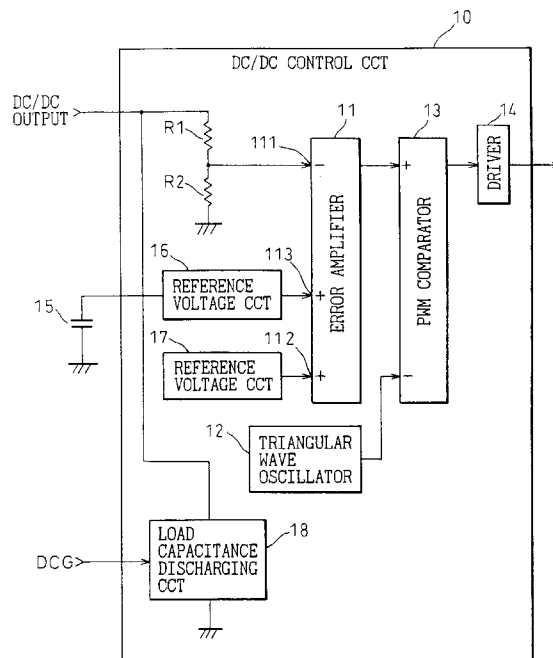 10
DC/DC CONTROL CCT
DC/DC
OUTPUT
R1
R2
111
11
13
14
ERROR AMPLIFIER
PWM COMPARATOR
DRIVER
−
+
+
+
−
16
113
REFERENCE
VOLTAGE CCT
15
17
112
REFERENCE
VOLTAGE CCT
12
TRIANGULAR
WAVE
OSCILLATOR
DCG
LOAD
CAPACITANCE
DISCHARGING
CCT
18